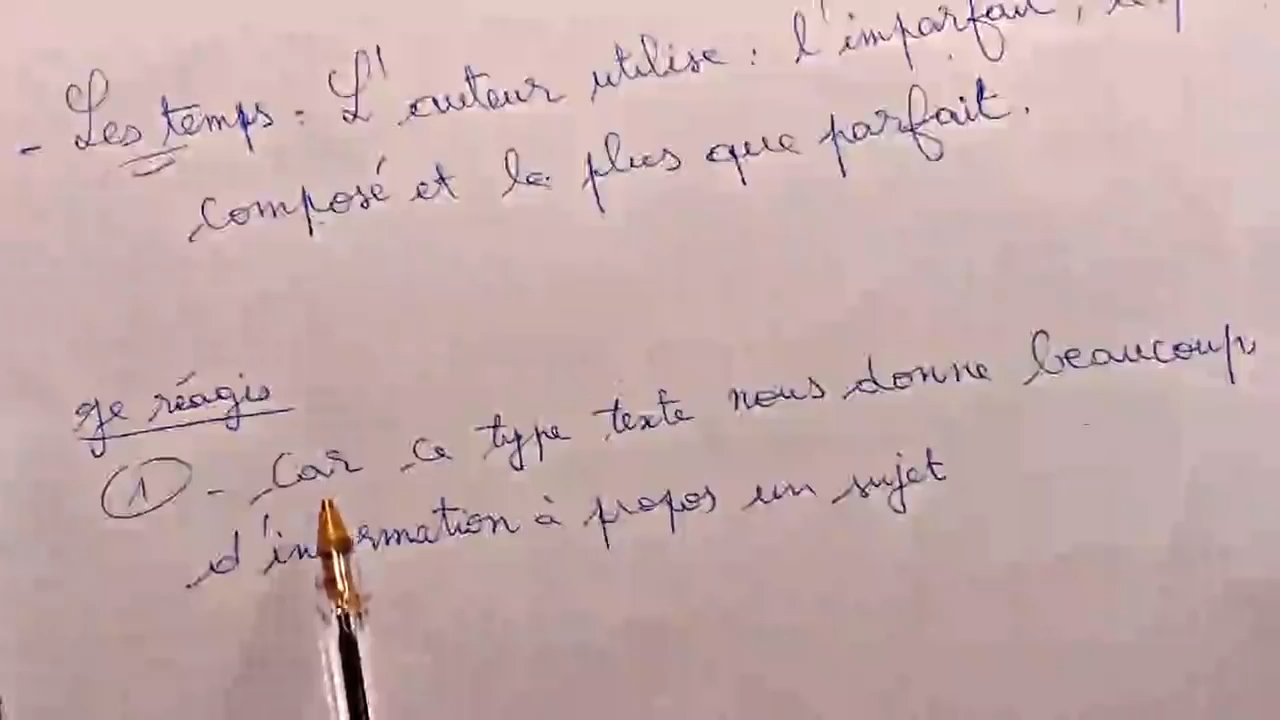 - Les temps : L'auteur utilise : l'imparfait,
composé et le plus que parfait.
Je réagis
① - Car ce type texte nous donne beaucoup
d'information à propos un sujet